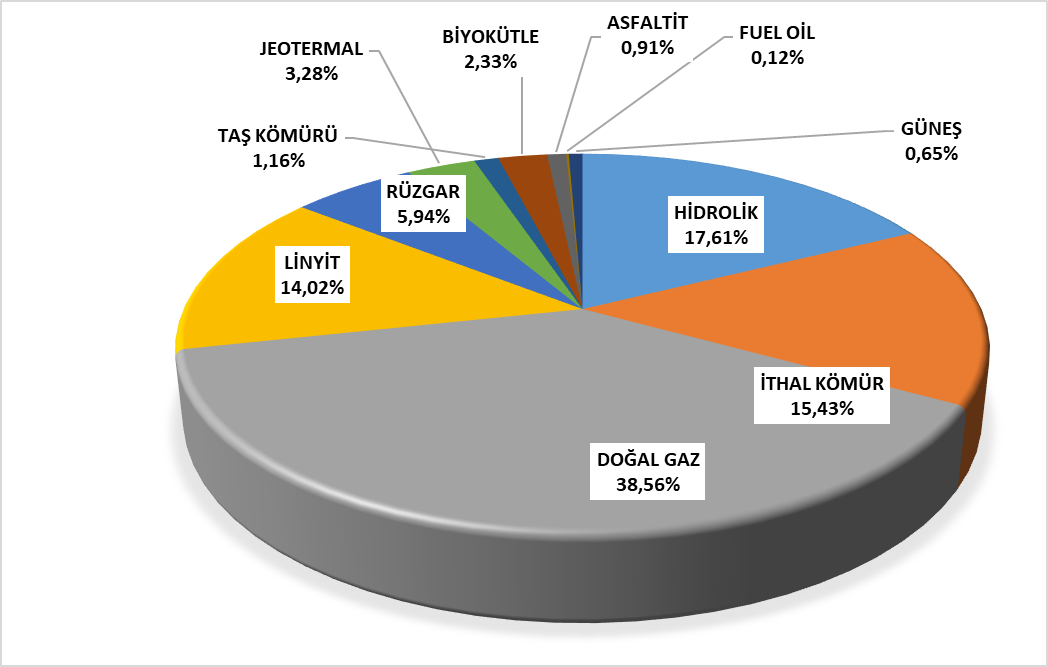 ASFALTİT
0,91%
FUEL OİL
0,12%
BİYOKÜTLE
2,33%
JEOTERMAL
3,28%
TAŞ KÖMÜRÜ
1,16%
GÜNEŞ
0,65%
RÜZGAR
5,94%
HİDROLİK
17,61%
LİNYİT
14,02%
İTHAL KÖMÜR
15,43%
DOĞAL GAZ
38,56%